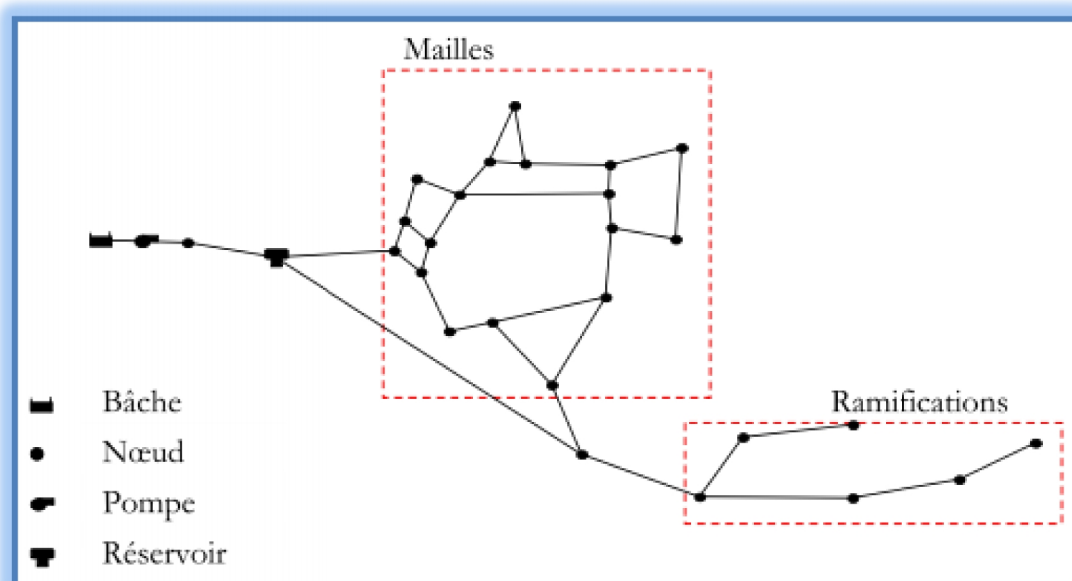 Mailles
Ramifications
Bâche
Nœud
Pompe
Réservoir